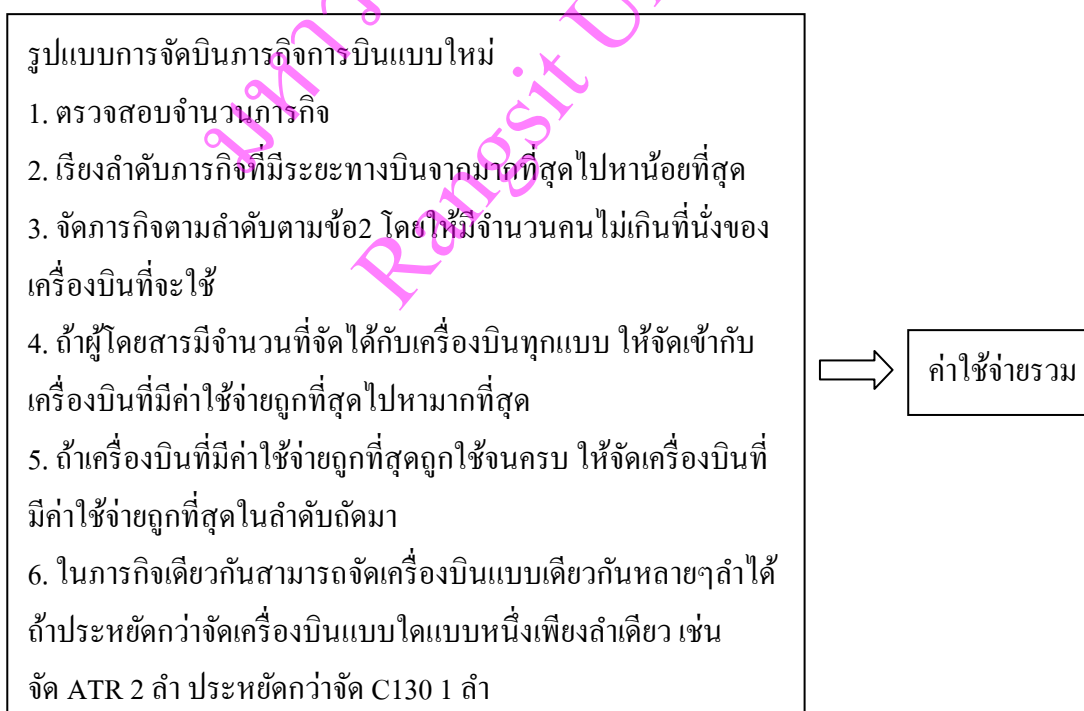 รูปแบบการจัดบินภารกิจการบินแบบใหม่
1. ตรวจสอบจำนวนภารกิจ
2. เรียงลำดับภารกิจที่มีระยะทางบินจากมากที่สุดไปหาน้อยที่สุด
3. จัดภารกิจตามลำดับตามข้อ2 โดยให้มีจำนวนคนไม่เกินที่นั่งของ
เครื่องบินที่จะใช้
4. ถ้าผู้โดยสารมีจำนวนที่จัดได้กับเครื่องบินทุกแบบ ให้จัดเข้ากับ
เครื่องบินที่มีค่าใช้จ่ายถูกที่สุดไปหามากที่สุด
5. ถ้าเครื่องบินที่มีค่าใช้จ่ายถูกที่สุดถูกใช้จนครบ ให้จัดเครื่องบินที่
มีค่าใช้จ่ายถูกที่สุดในลำดับถัดมา
6. ในภารกิจเดียวกันสามารถจัดเครื่องบินแบบเดียวกันหลายๆลำได้
ถ้าประหยัดกว่าจัดเครื่องบินแบบใดแบบหนึ่งเพียงลำเดียว เช่น
จัด ATR 2 ลำ ประหยัดกว่าจัด C130 1 ลำ
ค่าใช้จ่ายรวม
Rangsit